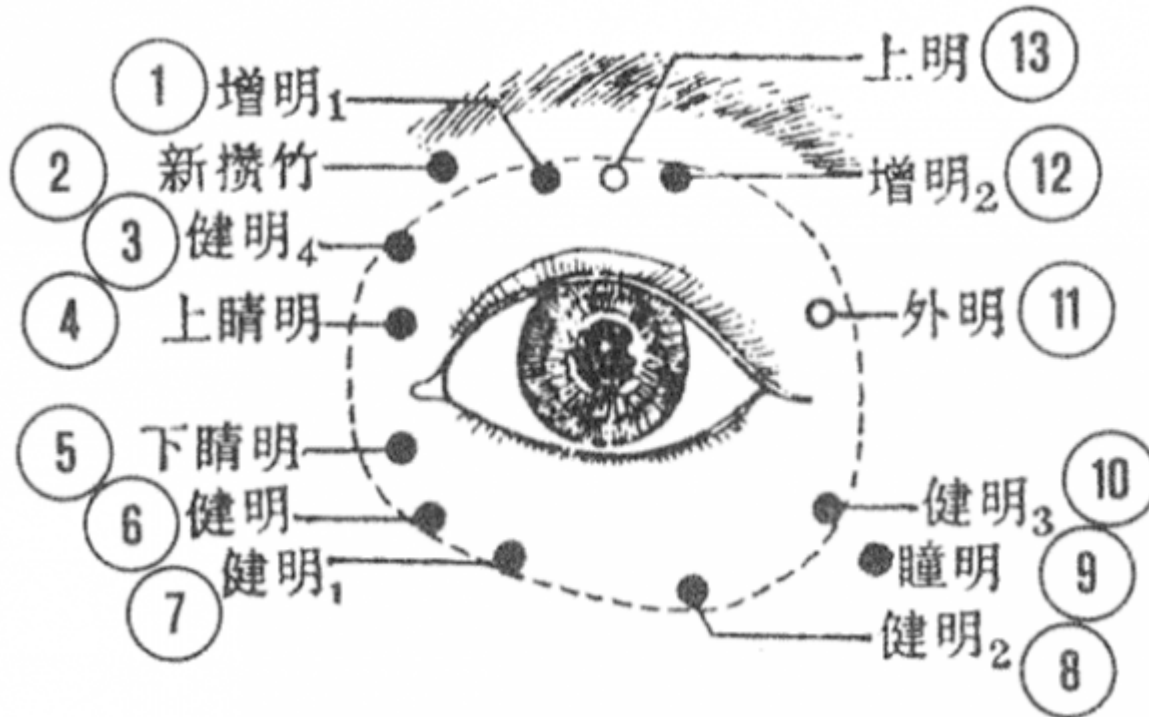 ① 增明₁
② 新攒竹
③ 健明₄
④ 上睛明
⑤ 下睛明
⑥ 健明
⑦ 健明₁
上明 ⑬
增明₂ ⑫
外明 ⑪
健明₃ ⑩
瞳明 ⑨
健明₂ ⑧